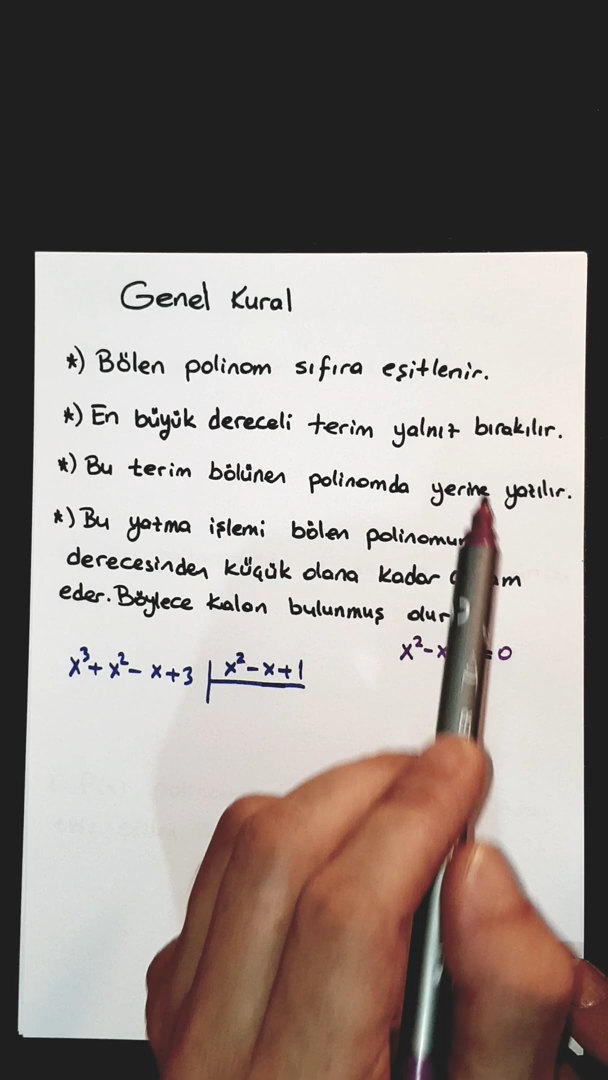 Genel Kural
*) Bölen polinom sıfıra eşitlenir.
*) En büyük dereceli terim yalnız bırakılır.
*) Bu terim bölünen polinomda yerine yazılır.
*) Bu yazma işlemi bölen
derecesinden küçük olana kadar
eder. Böylece kalan bulunmuş
x³+x²-x+3 | x²-x+1